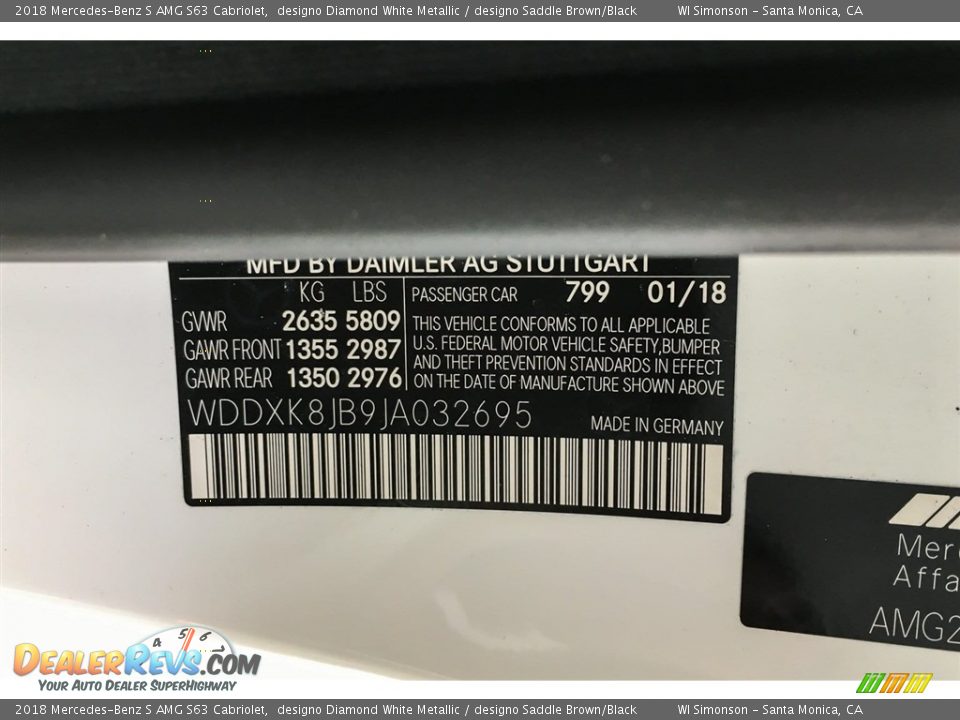 2018 Mercedes-Benz S AMG S63 Cabriolet,  designo Diamond White Metallic / designo Saddle Brown/Black    WI Simonson - Santa Monica, CA
MFD BY DAIMLER AG STUTTGART
KG LBS
GVWR 2635 5809
GAWR FRONT 1355 2987
GAWR REAR 1350 2976
PASSENGER CAR 799 01/18
THIS VEHICLE CONFORMS TO ALL APPLICABLE
U.S. FEDERAL MOTOR VEHICLE SAFETY,BUMPER
AND THEFT PREVENTION STANDARDS IN EFFECT
ON THE DATE OF MANUFACTURE SHOWN ABOVE
WDDXK8JB9JA032695
MADE IN GERMANY
Merc
Affa
AMG2
4 5 6
DEALERREVS.COM
YOUR AUTO DEALER SUPERHIGHWAY
2018 Mercedes-Benz S AMG S63 Cabriolet,  designo Diamond White Metallic / designo Saddle Brown/Black    WI Simonson - Santa Monica, CA